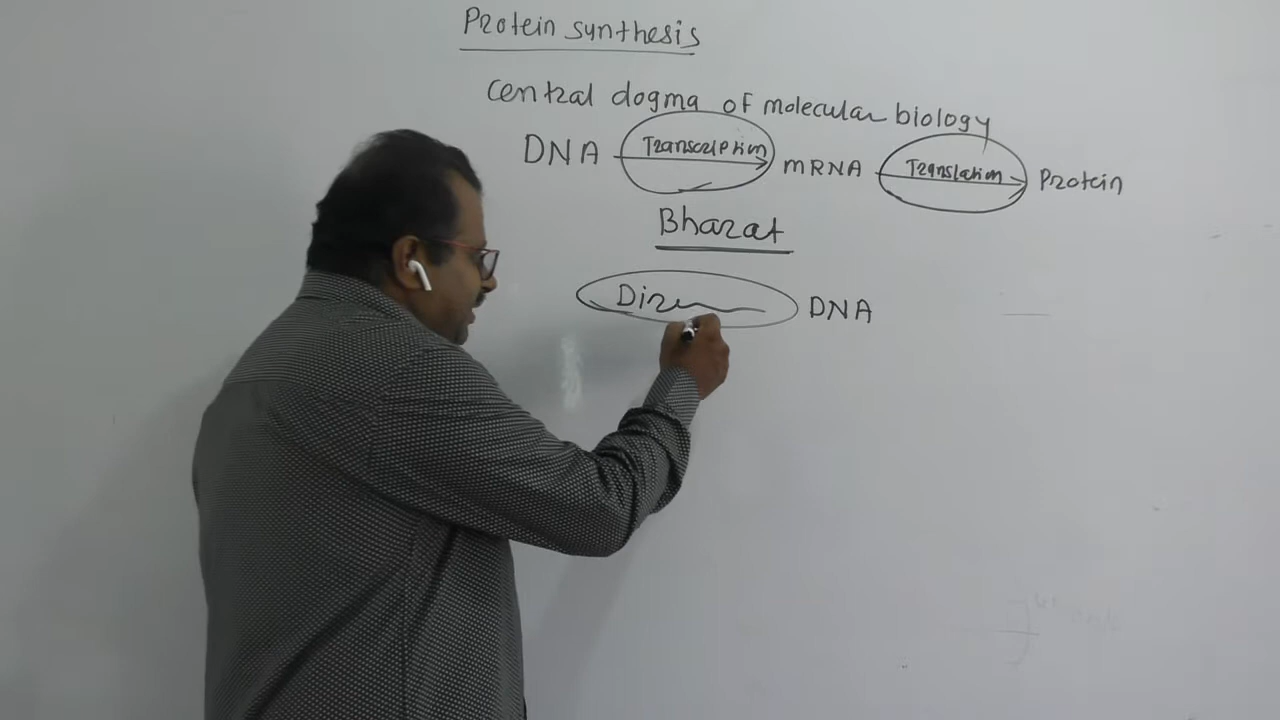 Protein synthesis
Central dogma of molecular biology
DNA Transcription mRNA Translation Protein
Bharat
DNA